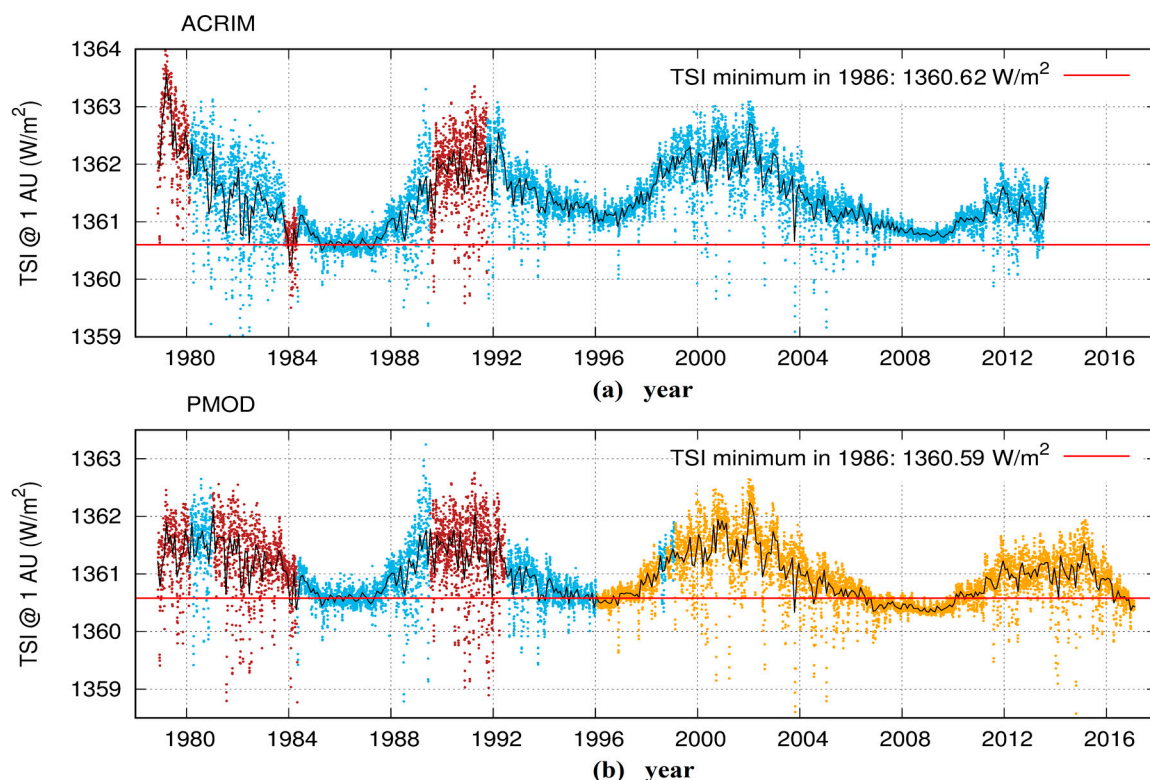 ACRIM
TSI @ 1 AU (W/m²)
1364
1363
1362
1361
1360
1359
TSI minimum in 1986: 1360.62 W/m²
1980 1984 1988 1992 1996 2000 2004 2008 2012 2016
(a) year
PMOD
TSI @ 1 AU (W/m²)
1363
1362
1361
1360
1359
TSI minimum in 1986: 1360.59 W/m²
1980 1984 1988 1992 1996 2000 2004 2008 2012 2016
(b) year